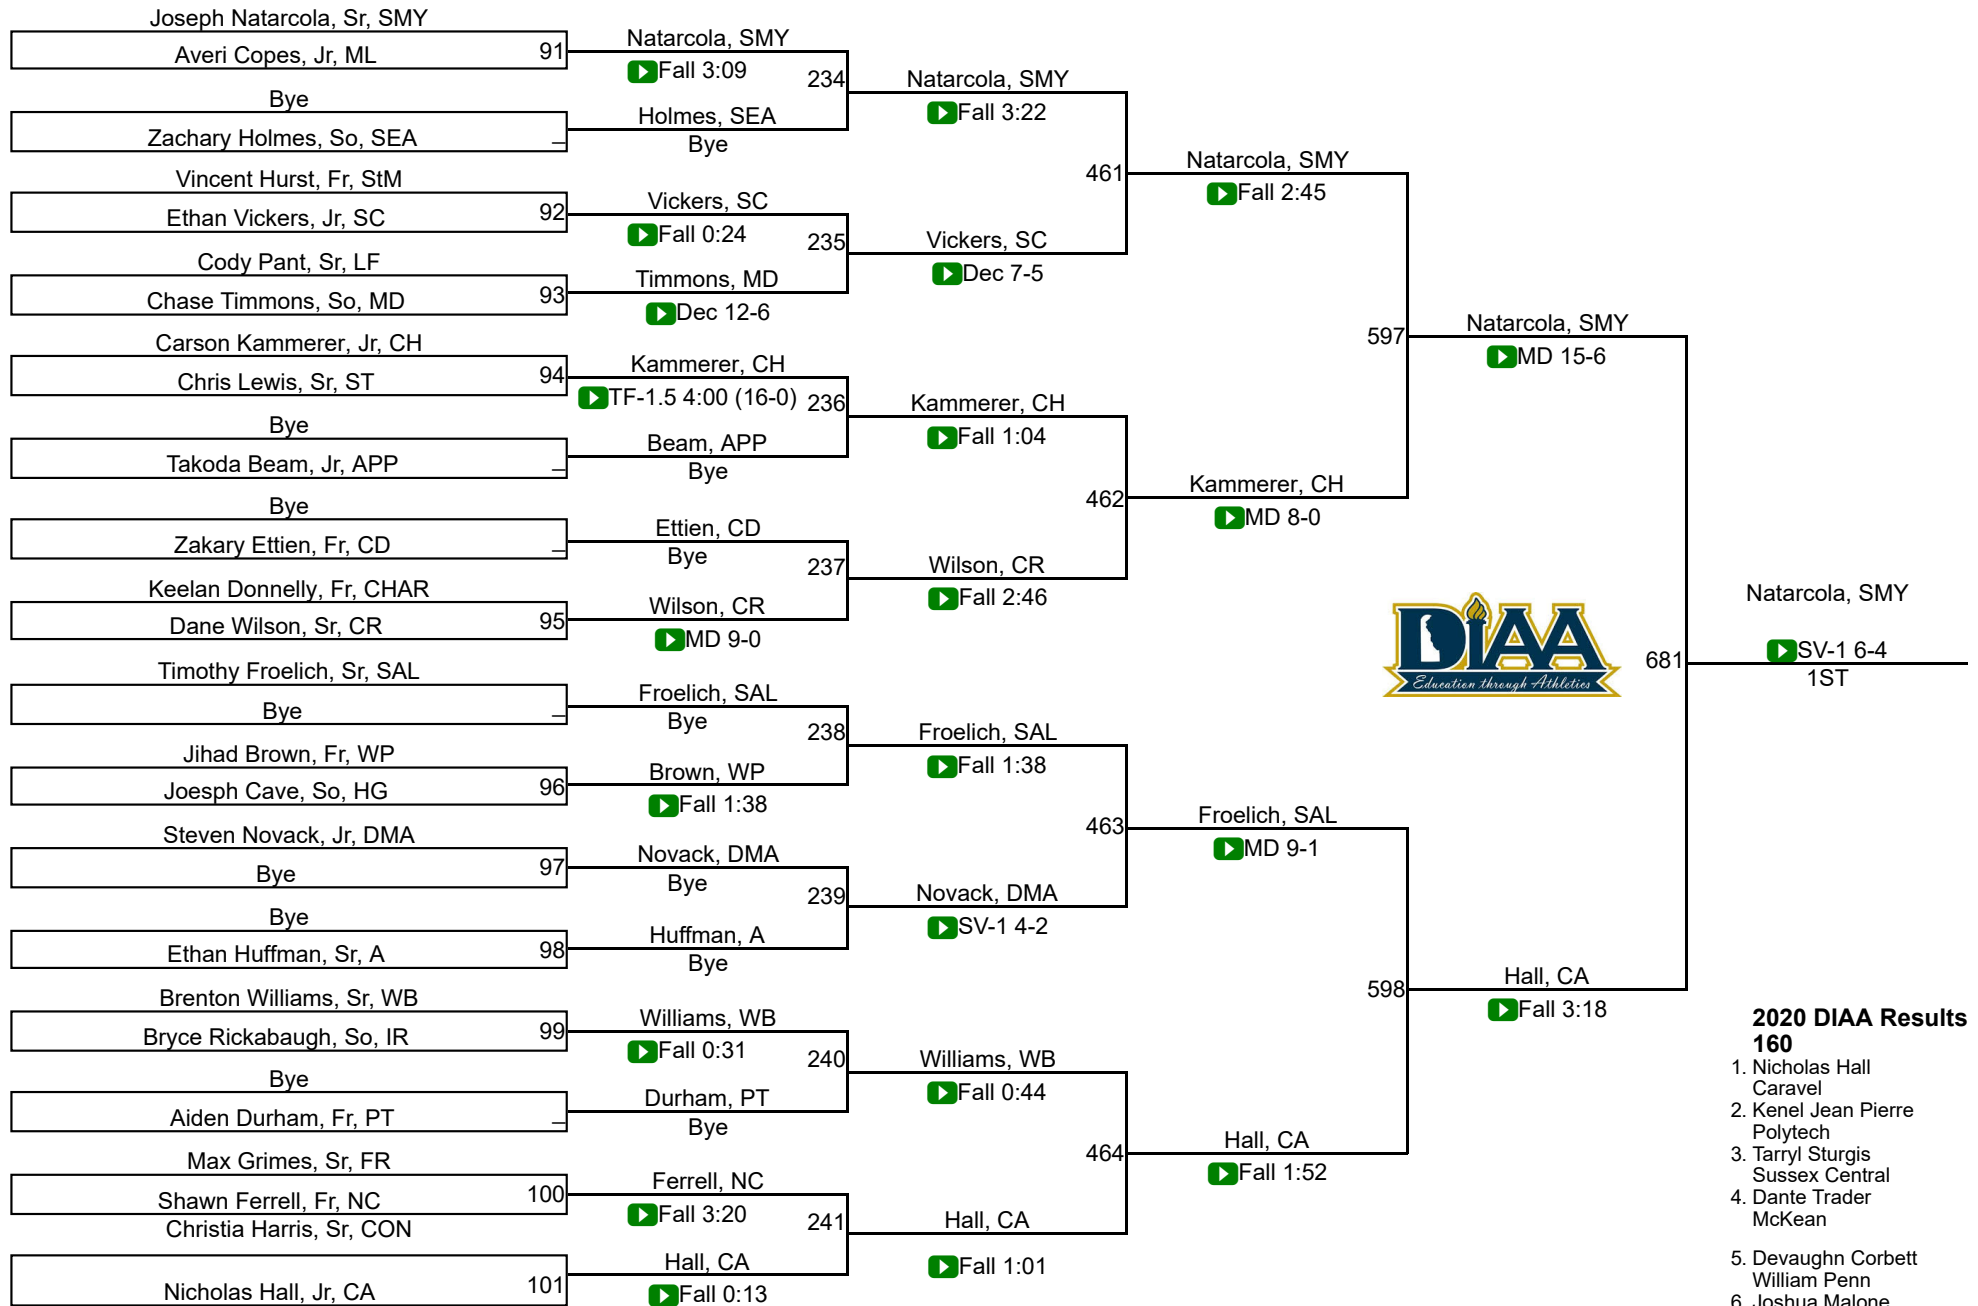 Joseph Natarcola, Sr, SMY
Averi Copes, Jr, ML
91
Bye
Zachary Holmes, So, SEA
_
Vincent Hurst, Fr, StM
Ethan Vickers, Jr, SC
92
Cody Pant, Sr, LF
Chase Timmons, So, MD
93
Carson Kammerer, Jr, CH
Chris Lewis, Sr, ST
94
Bye
Takoda Beam, Jr, APP
_
Bye
Zakary Ettien, Fr, CD
_
Keelan Donnelly, Fr, CHAR
Dane Wilson, Sr, CR
95
Timothy Froelich, Sr, SAL
Bye
_
Jihad Brown, Fr, WP
Joesph Cave, So, HG
96
Steven Novack, Jr, DMA
Bye
97
Bye
Ethan Huffman, Sr, A
98
Brenton Williams, Sr, WB
Bryce Rickabaugh, So, IR
99
Bye
Aiden Durham, Fr, PT
_
Max Grimes, Sr, FR
Shawn Ferrell, Fr, NC
100
Christia Harris, Sr, CON
Nicholas Hall, Jr, CA
101
Natarcola, SMY
Fall 3:09
234
Holmes, SEA
Bye
Vickers, SC
Fall 0:24
235
Timmons, MD
Dec 12-6
Kammerer, CH
TF-1.5 4:00 (16-0)
236
Beam, APP
Bye
Ettien, CD
Bye
237
Wilson, CR
MD 9-0
Froelich, SAL
Bye
238
Brown, WP
Fall 1:38
Novack, DMA
Bye
239
Huffman, A
Bye
Williams, WB
Fall 0:31
240
Durham, PT
Bye
Ferrell, NC
Fall 3:20
241
Hall, CA
Fall 0:13
Natarcola, SMY
Fall 3:22
461
Vickers, SC
Dec 7-5
Kammerer, CH
Fall 1:04
462
Wilson, CR
Fall 2:46
Froelich, SAL
Fall 1:38
463
Novack, DMA
SV-1 4-2
Williams, WB
Fall 0:44
464
Hall, CA
Fall 1:01
Natarcola, SMY
Fall 2:45
597
Kammerer, CH
MD 8-0
Froelich, SAL
MD 9-1
598
Hall, CA
Fall 1:52
Natarcola, SMY
MD 15-6
DIAA
Education through Athletics
681
Hall, CA
Fall 3:18
Natarcola, SMY
SV-1 6-4
1ST
2020 DIAA Results
160
1. Nicholas Hall
Caravel
2. Kenel Jean Pierre
Polytech
3. Tarryl Sturgis
Sussex Central
4. Dante Trader
McKean
5. Devaughn Corbett
William Penn
6. Joshua Malone